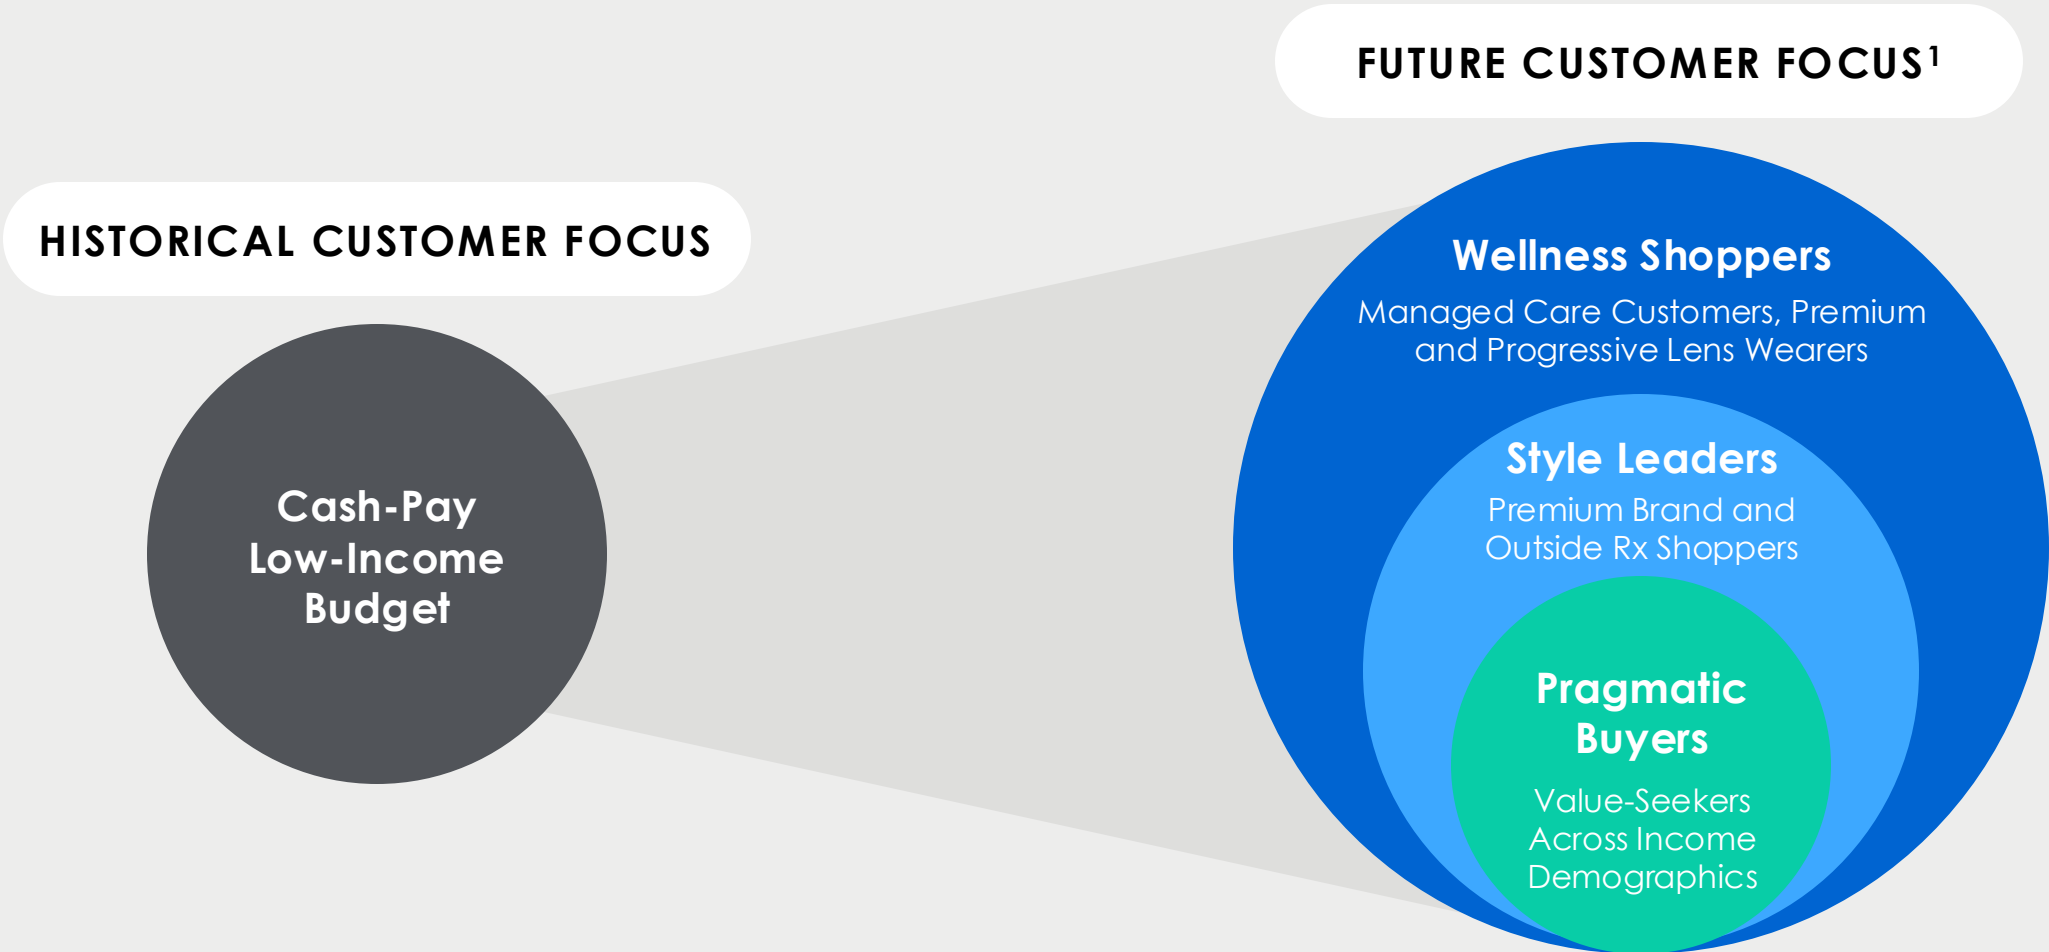 HISTORICAL CUSTOMER FOCUS
Cash-Pay
Low-Income
Budget
FUTURE CUSTOMER FOCUS¹
Wellness Shoppers
Managed Care Customers, Premium
and Progressive Lens Wearers
Style Leaders
Premium Brand and
Outside Rx Shoppers
Pragmatic
Buyers
Value-Seekers
Across Income
Demographics